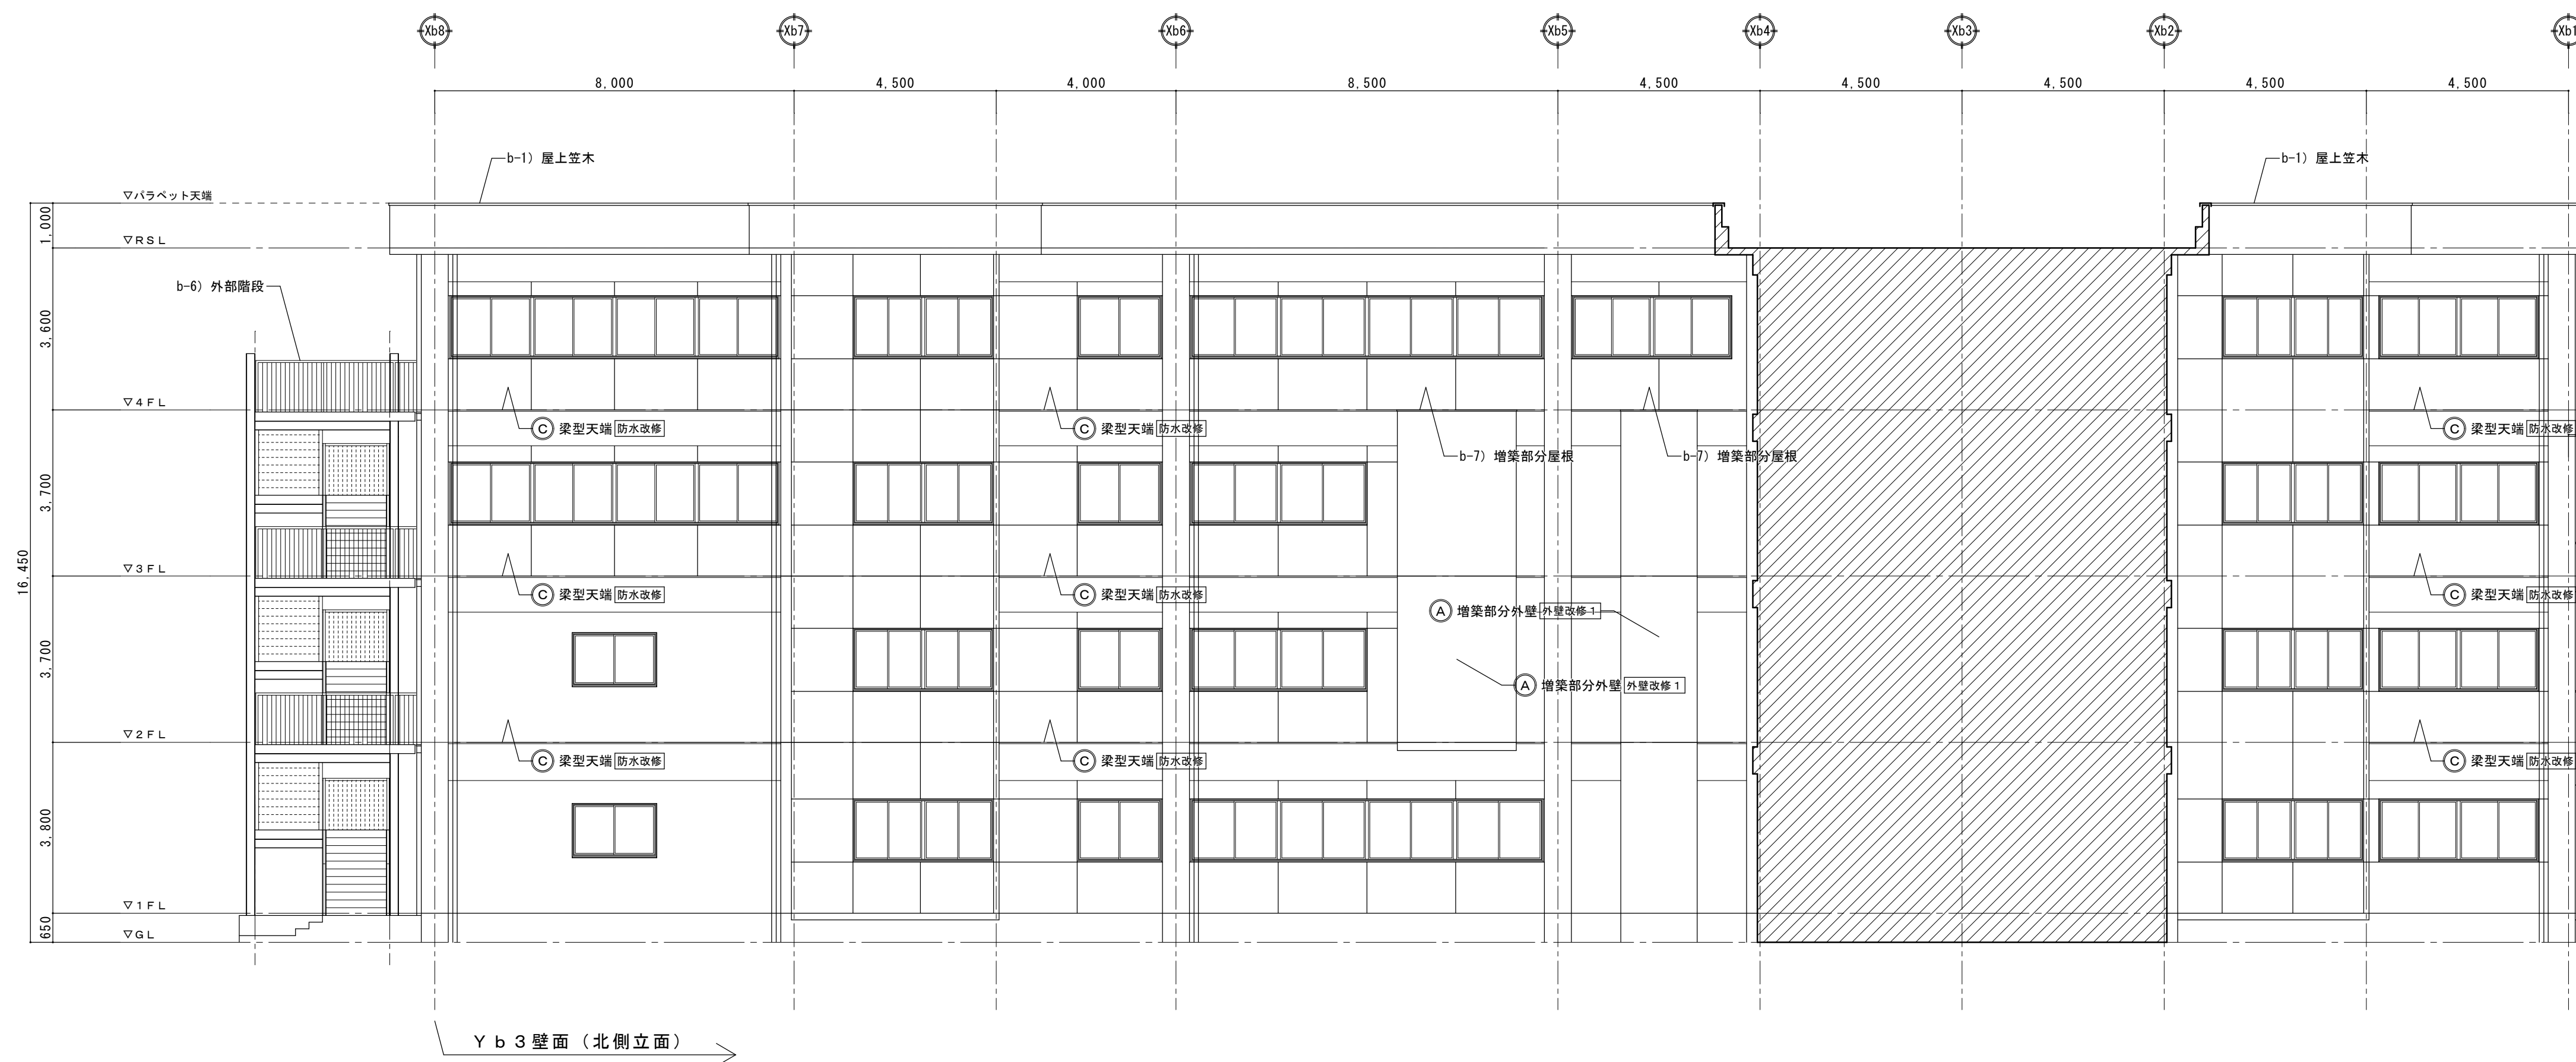 Xb8 Xb7 Xb6 Xb5 Xb4 Xb3 Xb2 Xb1
8,000 4,500 4,000 8,500 4,500 4,500 4,500 4,500 4,500
b-1) 屋上笠木 b-1) 屋上笠木
▽パラペット天端
1,000
▽RSL
b-6) 外部階段
3,600
▽4FL
C 梁型天端 防水改修 C 梁型天端 防水改修 C 梁型天端 防水改修
b-7) 増築部分屋根 b-7) 増築部分屋根
3,700
16,450
▽3FL
C 梁型天端 防水改修 C 梁型天端 防水改修 C 梁型天端 防水改修
A 増築部分外壁 外壁改修1
3,700
A 増築部分外壁 外壁改修1
▽2FL
C 梁型天端 防水改修 C 梁型天端 防水改修 C 梁型天端 防水改修
3,800
▽1FL
650
▽GL
Yb3壁面(北側立面)